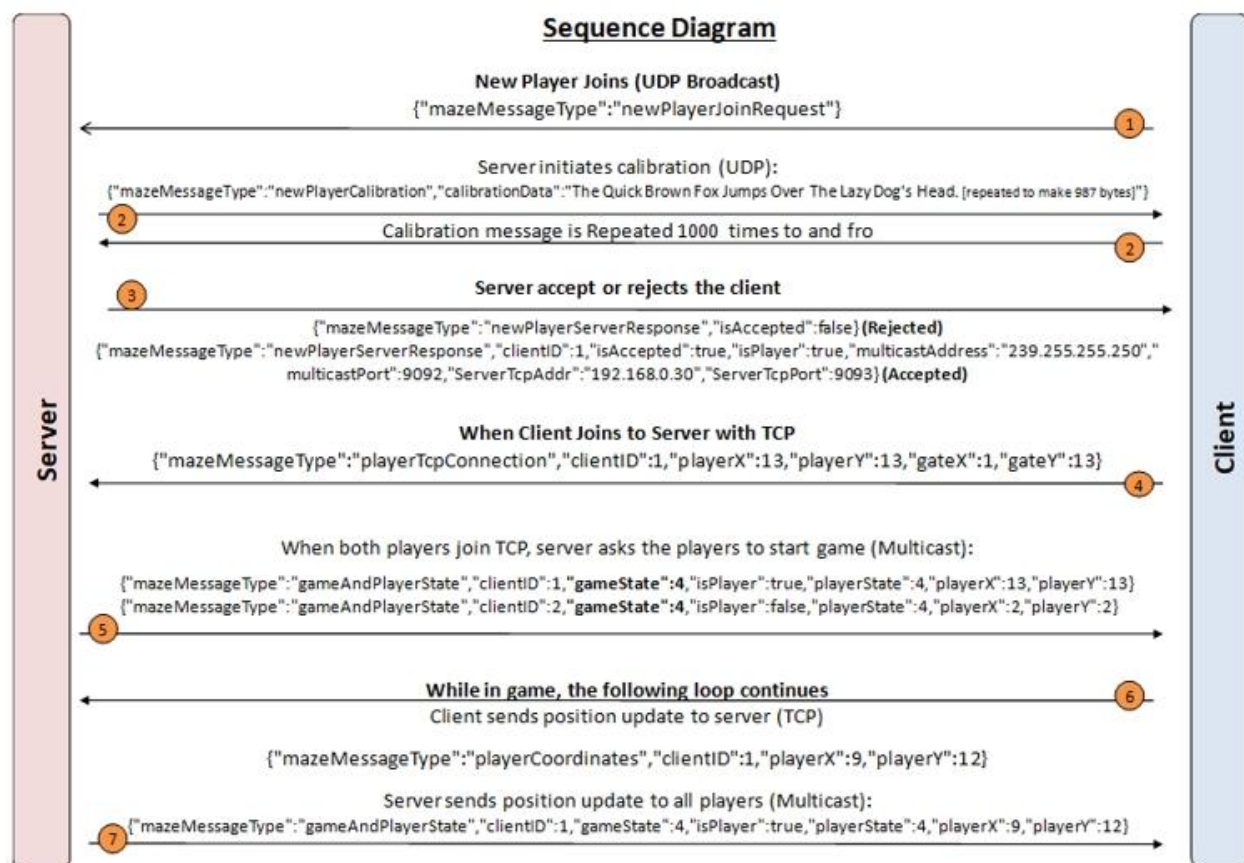 Sequence Diagram
New Player Joins (UDP Broadcast)
{"mazeMessageType":"newPlayerJoinRequest"}
1
Server initiates calibration (UDP):
{"mazeMessageType":"newPlayerCalibration","calibrationData":"The Quick Brown Fox Jumps Over The Lazy Dog's Head. [repeated to make 987 bytes]"}
2
Calibration message is Repeated 1000 times to and fro
2
3
Server accept or rejects the client
{"mazeMessageType":"newPlayerServerResponse","isAccepted":false} (Rejected)
{"mazeMessageType":"newPlayerServerResponse","clientID":1,"isAccepted":true,"isPlayer":true,"multicastAddress":"239.255.255.250","
multicastPort":9092,"ServerTcpAddr":"192.168.0.30","ServerTcpPort":9093} (Accepted)
Server
Client
When Client Joins to Server with TCP
{"mazeMessageType":"playerTcpConnection","clientID":1,"playerX":13,"playerY":13,"gateX":1,"gateY":13}
4
When both players join TCP, server asks the players to start game (Multicast):
{"mazeMessageType":"gameAndPlayerState","clientID":1,"gameState":4,"isPlayer":true,"playerState":4,"playerX":13,"playerY":13}
{"mazeMessageType":"gameAndPlayerState","clientID":2,"gameState":4,"isPlayer":false,"playerState":4,"playerX":2,"playerY":2}
5
While in game, the following loop continues
6
Client sends position update to server (TCP)
{"mazeMessageType":"playerCoordinates","clientID":1,"playerX":9,"playerY":12}
Server sends position update to all players (Multicast):
{"mazeMessageType":"gameAndPlayerState","clientID":1,"gameState":4,"isPlayer":true,"playerState":4,"playerX":9,"playerY":12}
7